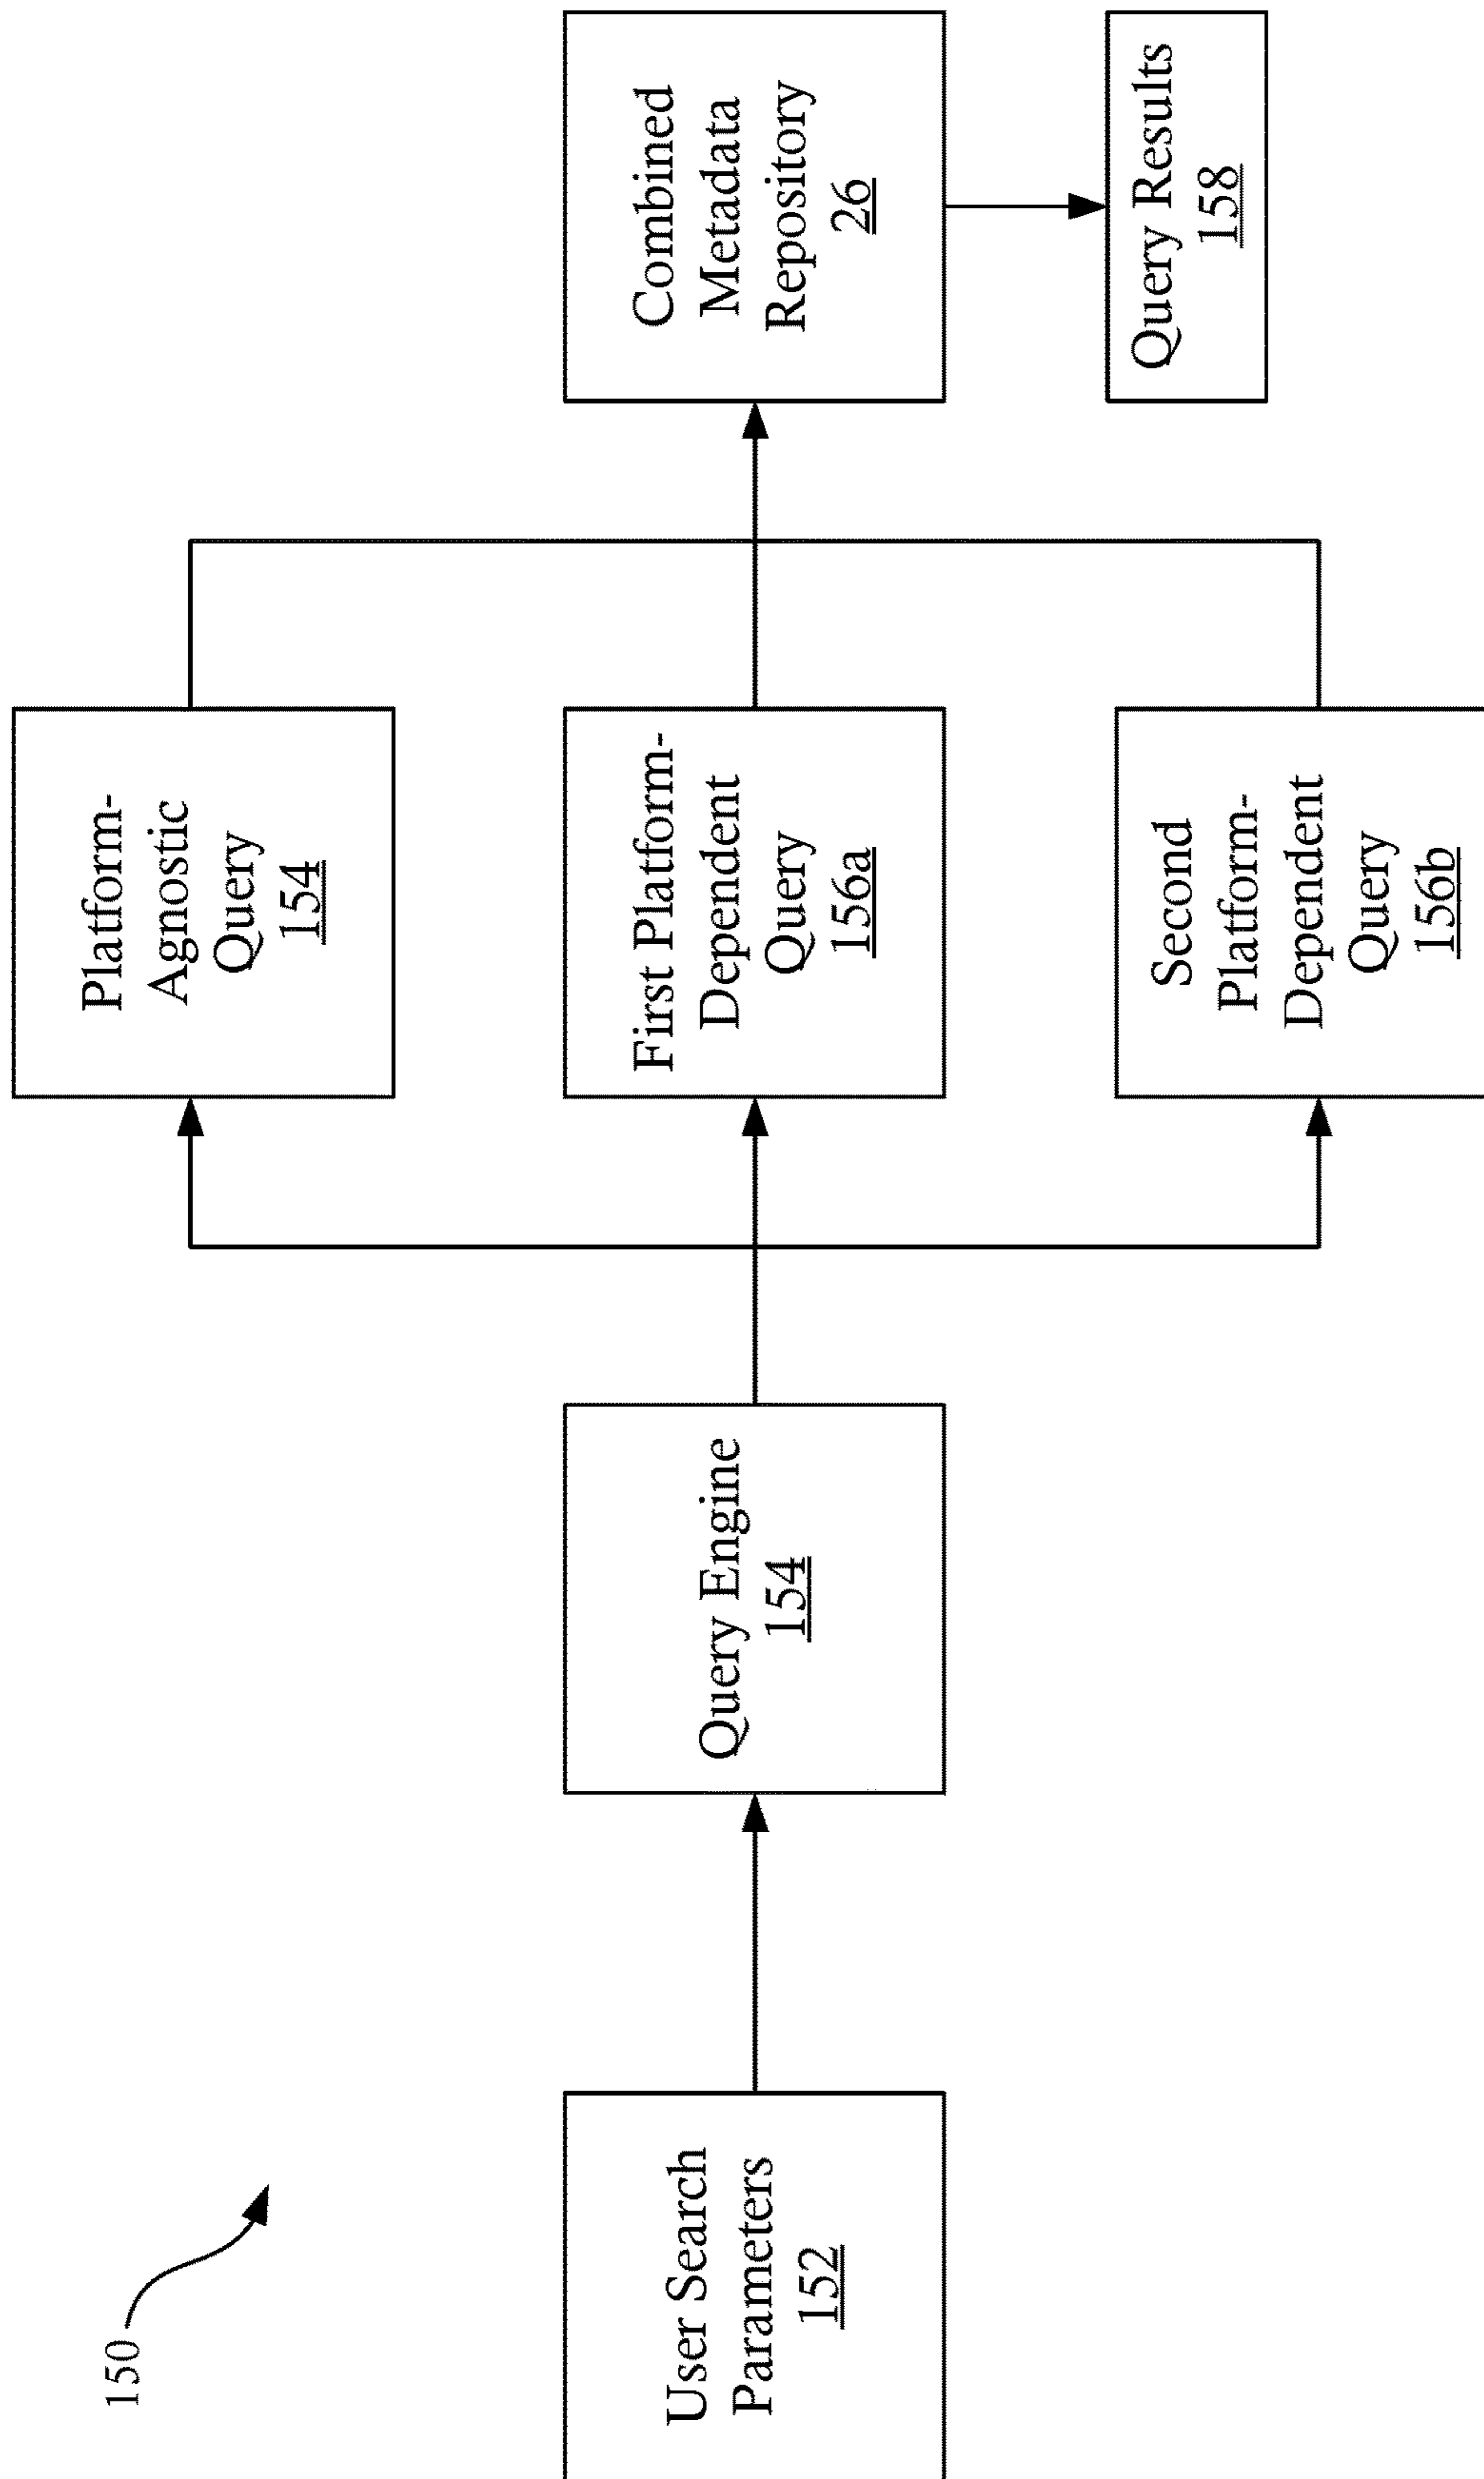 150
User Search
Parameters
152
Query Engine
154
Platform-
Agnostic
Query
154
First Platform-
Dependent
Query
156a
Second
Platform-
Dependent
Query
156b
Combined
Metadata
Repository
26
Query Results
158